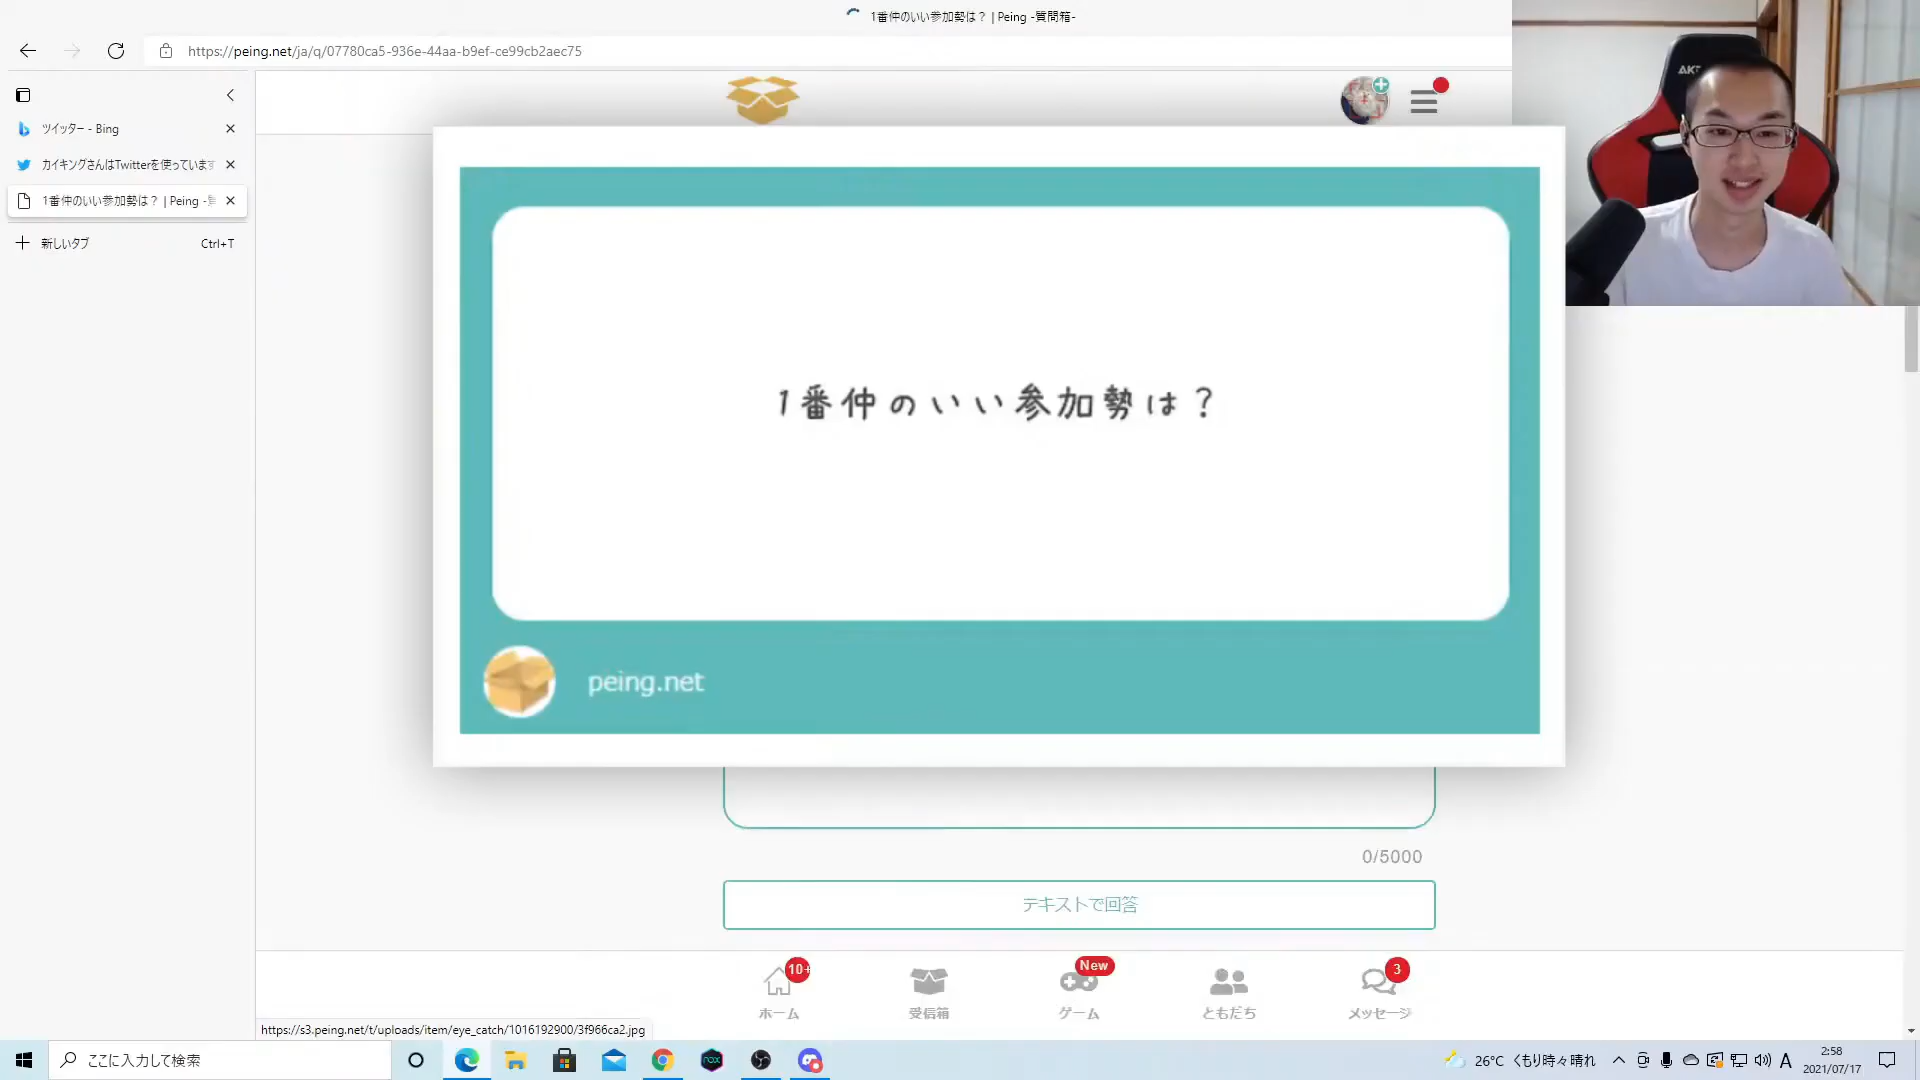 1番仲のいい参加勢は？ | Peing -質問箱-
https://peing.net/ja/q/07780ca5-936e-44aa-b9ef-ce99cb2aec75
ツイッター - Bing
カイキングさんはTwitterを使っています
1番仲のいい参加勢は？ | Peing -
新しいタブ Ctrl+T
1番仲のいい参加勢は？
peing.net
0/5000
テキストで回答
10+
New
3
ホーム 受信箱 ゲーム ともだち メッセージ
https://s3.peing.net/t/uploads/item/eye_catch/1016192900/3f966ca2.jpg
ここに入力して検索
nox
26°C くもり時々晴れ
A
2:58
2021/07/17